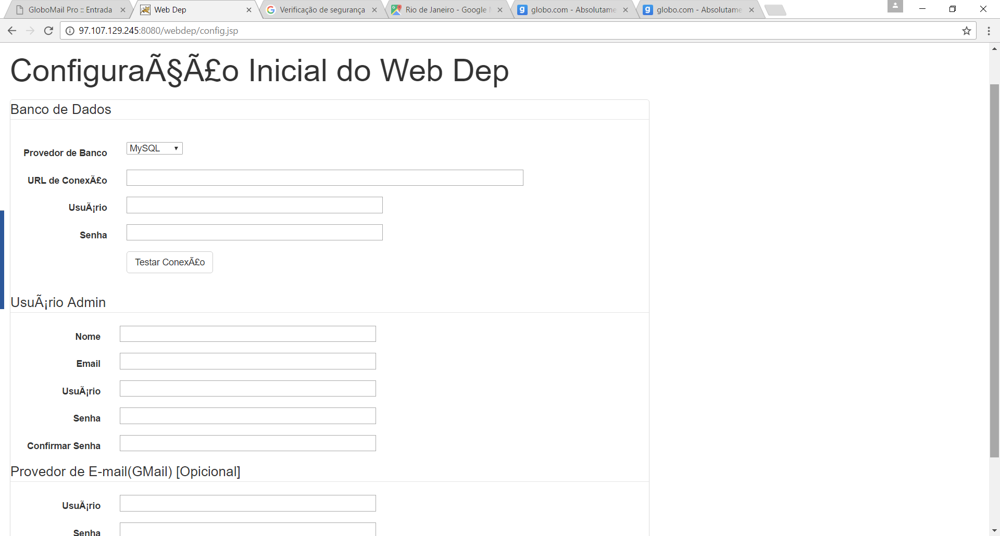 GloboMail Pro :: Entrada
Web Dep
Verificação de segurança
Rio de Janeiro - Google
globo.com - Absolutame
globo.com - Absolutame
97.107.129.245:8080/webdep/config.jsp
ConfiguraÃ§Ã£o Inicial do Web Dep
Banco de Dados
Provedor de Banco MySQL
URL de ConexÃ£o
UsuÃ¡rio
Senha
Testar ConexÃ£o
UsuÃ¡rio Admin
Nome
Email
UsuÃ¡rio
Senha
Confirmar Senha
Provedor de E-mail(GMail) [Opicional]
UsuÃ¡rio
Senha